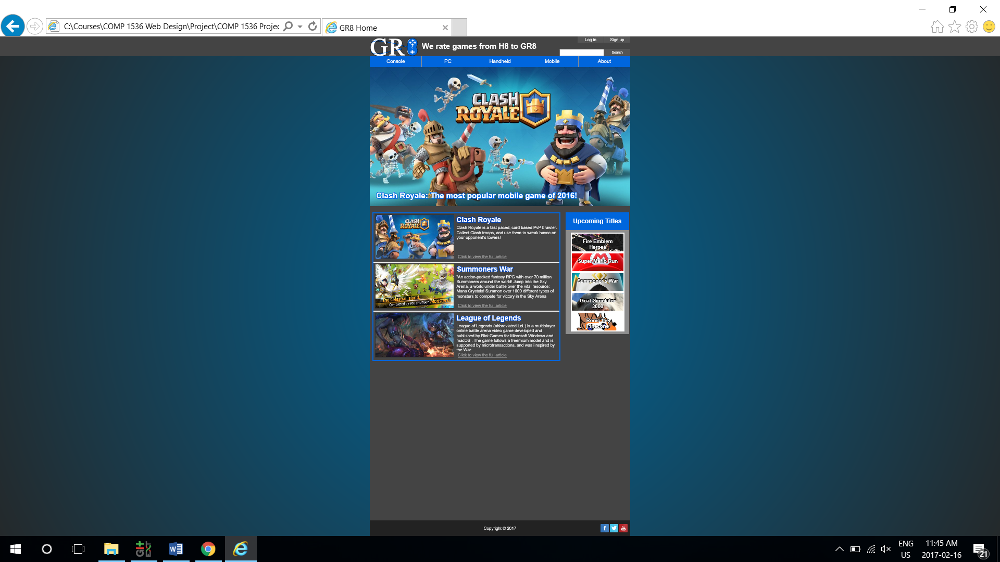 C:\Courses\COMP 1536 Web Design\Project\COMP 1536 Projec
GR8 Home
GR8
We rate games from H8 to GR8
Log in
Sign up
Search
Console
PC
Handheld
Mobile
About
CLASH
ROYALE
Clash Royale: The most popular mobile game of 2016!
CLASH
ROYALE
Clash Royale
Clash Royale is a fast paced, card based PvP brawler.
Collect Clash troops, and use them to wreak havoc on
your opponent's towers!
Click to view the full article
The Celestial Island,
Completed by You and Your Monsters!!
Summoners War
"An action-packed fantasy RPG with over 70 million
Summoners around the world! Jump into the Sky
Arena, a world under battle over the vital resource:
Mana Crystals! Summon over 1000 different types of
monsters to compete for victory in the Sky Arena
Click to view the full article
League of Legends
League of Legends (abbreviated LoL) is a multiplayer
online battle arena video game developed and
published by Riot Games for Microsoft Windows and
macOS . The game follows a freemium model and is
supported by microtransactions, and was i nspired by
the War
Click to view the full article
Upcoming Titles
Fire Emblem
Heroes
Super Mario Run
Summoner's War
Goat Simulator
3000
Ronic the
Pinecone
Copyright © 2017
ENG
US
11:45 AM
2017-02-16
21